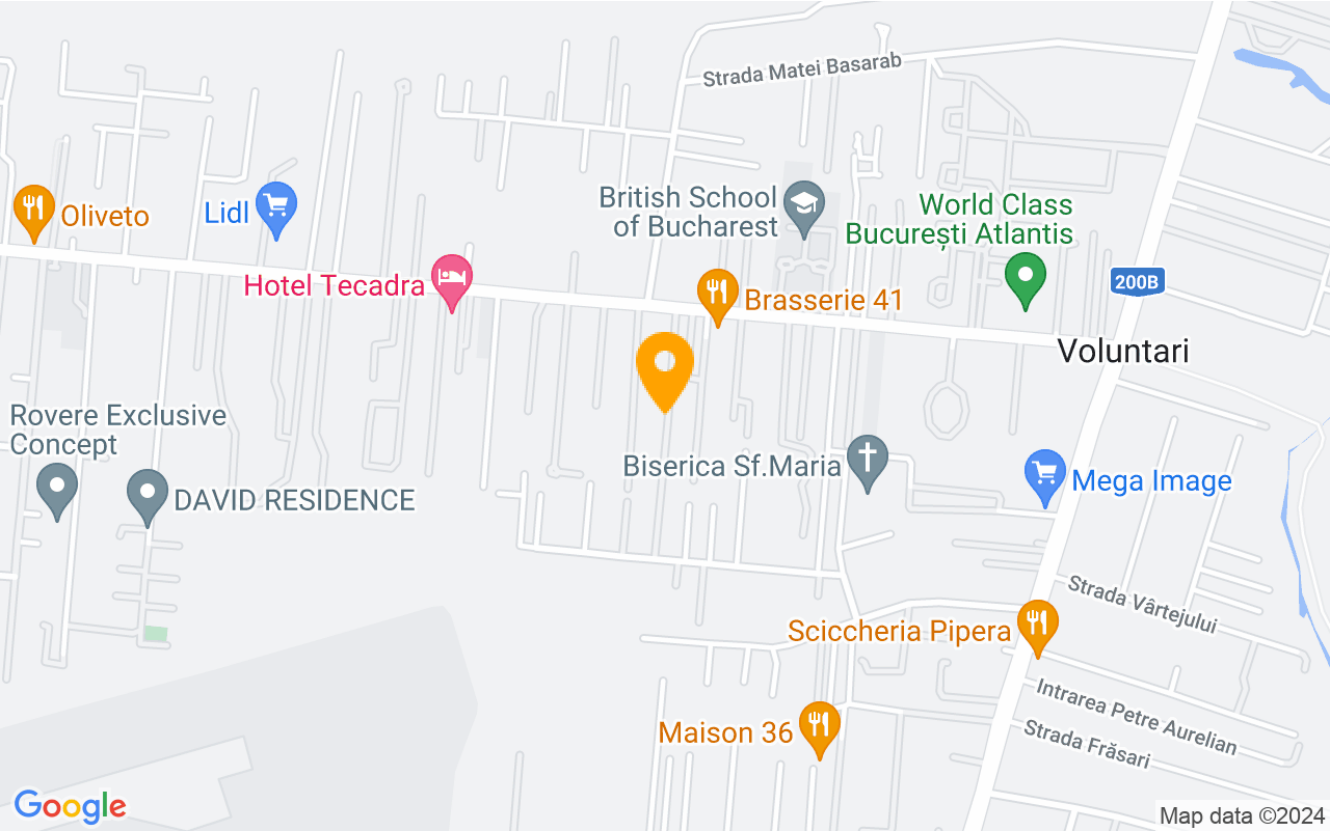 Strada Matei Basarab
Oliveto
Lidl
British School
of Bucharest
World Class
București Atlantis
Hotel Tecadra
200B
Brasserie 41
Voluntari
Rovere Exclusive
Concept
DAVID RESIDENCE
Biserica Sf.Maria
Mega Image
Strada Vârtejului
Sciccheria Pipera
Intrarea Petre Aurelian
Maison 36
Strada Frăsari
Google
Map data ©2024